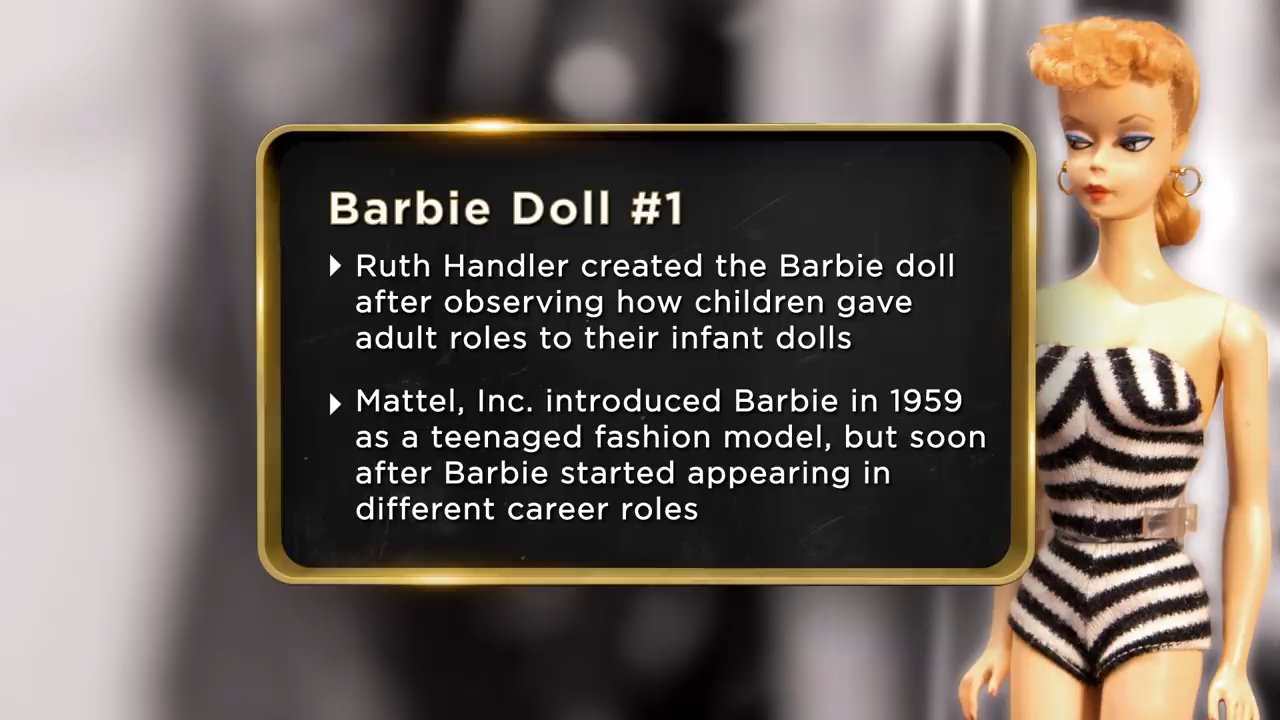 Barbie Doll #1
Ruth Handler created the Barbie doll
after observing how children gave
adult roles to their infant dolls
Mattel, Inc. introduced Barbie in 1959
as a teenaged fashion model, but soon
after Barbie started appearing in
different career roles